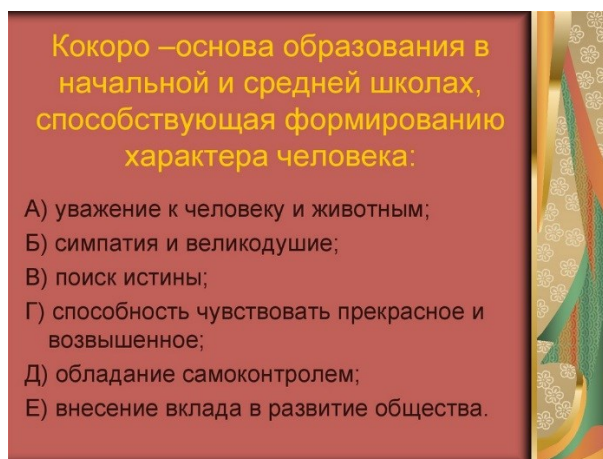 Кокоро –основа образования в
начальной и средней школах,
способствующая формированию
характера человека:
А) уважение к человеку и животным;
Б) симпатия и великодушие;
В) поиск истины;
Г) способность чувствовать прекрасное и
возвышенное;
Д) обладание самоконтролем;
Е) внесение вклада в развитие общества.